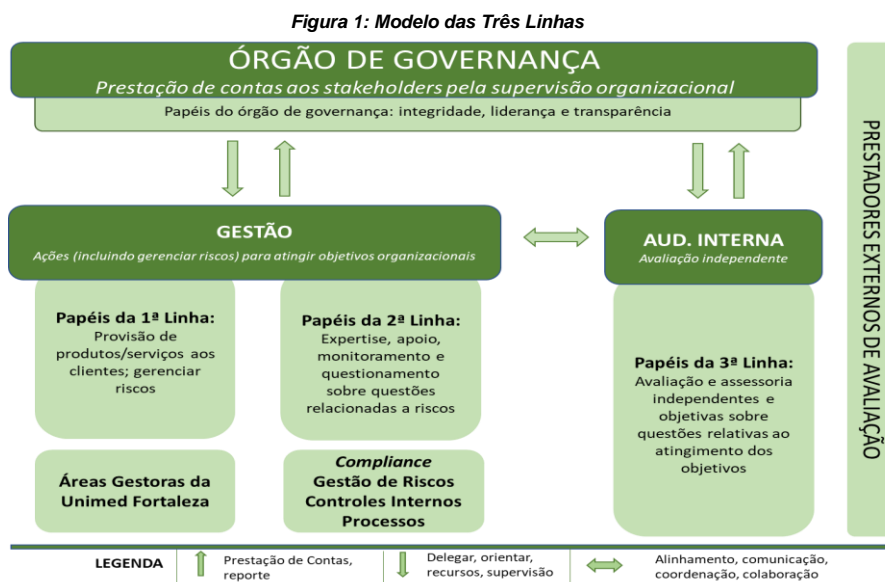 Figura 1: Modelo das Três Linhas
ÓRGÃO DE GOVERNANÇA
Prestação de contas aos stakeholders pela supervisão organizacional
Papéis do órgão de governança: integridade, liderança e transparência
GESTÃO
Ações (incluindo gerenciar riscos) para atingir objetivos organizacionais
Papéis da 1ª Linha:
Provisão de
produtos/serviços aos
clientes; gerenciar
riscos
Papéis da 2ª Linha:
Expertise, apoio,
monitoramento e
questionamento
sobre questões
relacionadas a riscos
Áreas Gestoras da
Unimed Fortaleza
Compliance
Gestão de Riscos
Controles Internos
Processos
AUD. INTERNA
Avaliação independente
Papéis da 3ª Linha:
Avaliação e assessoria
independentes e
objetivas sobre
questões relativas ao
atingimento dos
objetivos
PRESTADORES EXTERNOS DE AVALIAÇÃO
LEGENDA
Prestação de Contas,
reporte
Delegar, orientar,
recursos, supervisão
Alinhamento, comunicação,
coordenação, colaboração